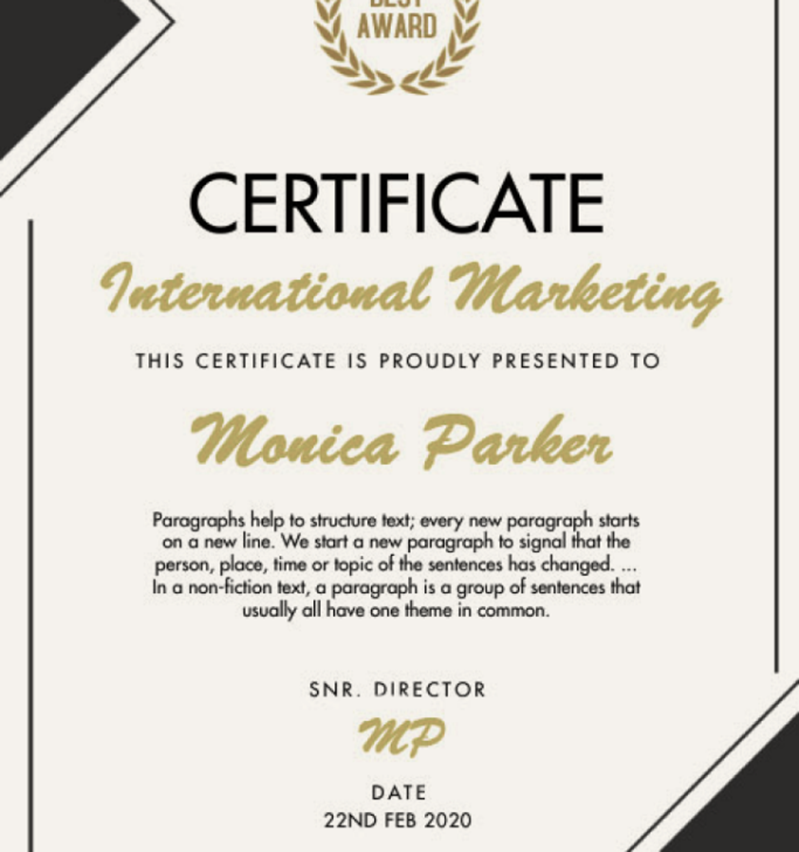 BEST
AWARD
CERTIFICATE
International Marketing
THIS CERTIFICATE IS PROUDLY PRESENTED TO
Monica Parker
Paragraphs help to structure text; every new paragraph starts
on a new line. We start a new paragraph to signal that the
person, place, time or topic of the sentences has changed. ...
In a non-fiction text, a paragraph is a group of sentences that
usually all have one theme in common.
SNR. DIRECTOR
MP
DATE
22ND FEB 2020